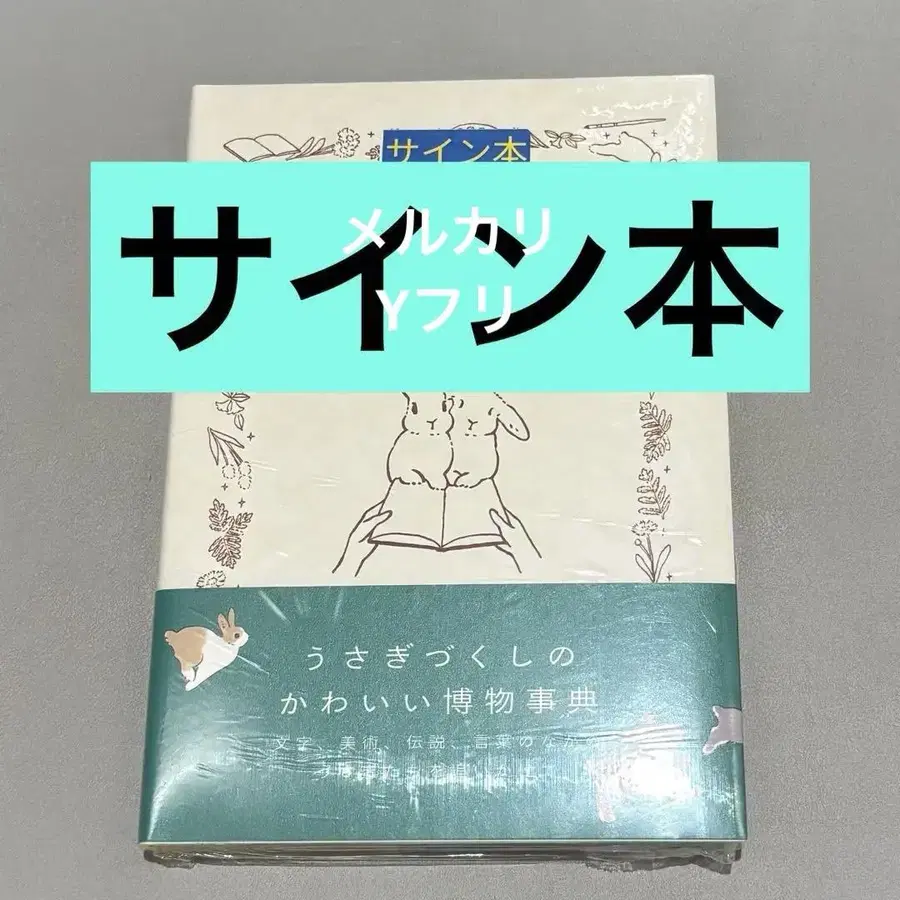 サイン本
サイン本
メルカリ
Yフリ
うさぎづくしの
かわいい博物事典
文字、美術、伝説、言葉のなか